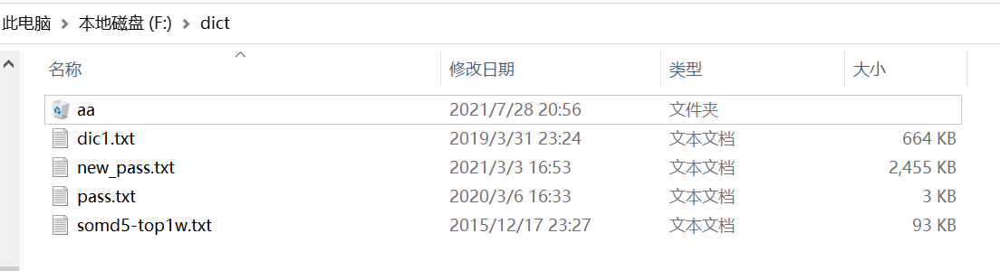 此电脑 > 本地磁盘 (F:) > dict
名称 修改日期 类型 大小
aa 2021/7/28 20:56 文件夹
dic1.txt 2019/3/31 23:24 文本文档 664 KB
new_pass.txt 2021/3/3 16:53 文本文档 2,455 KB
pass.txt 2020/3/6 16:33 文本文档 3 KB
somd5-top1w.txt 2015/12/17 23:27 文本文档 93 KB